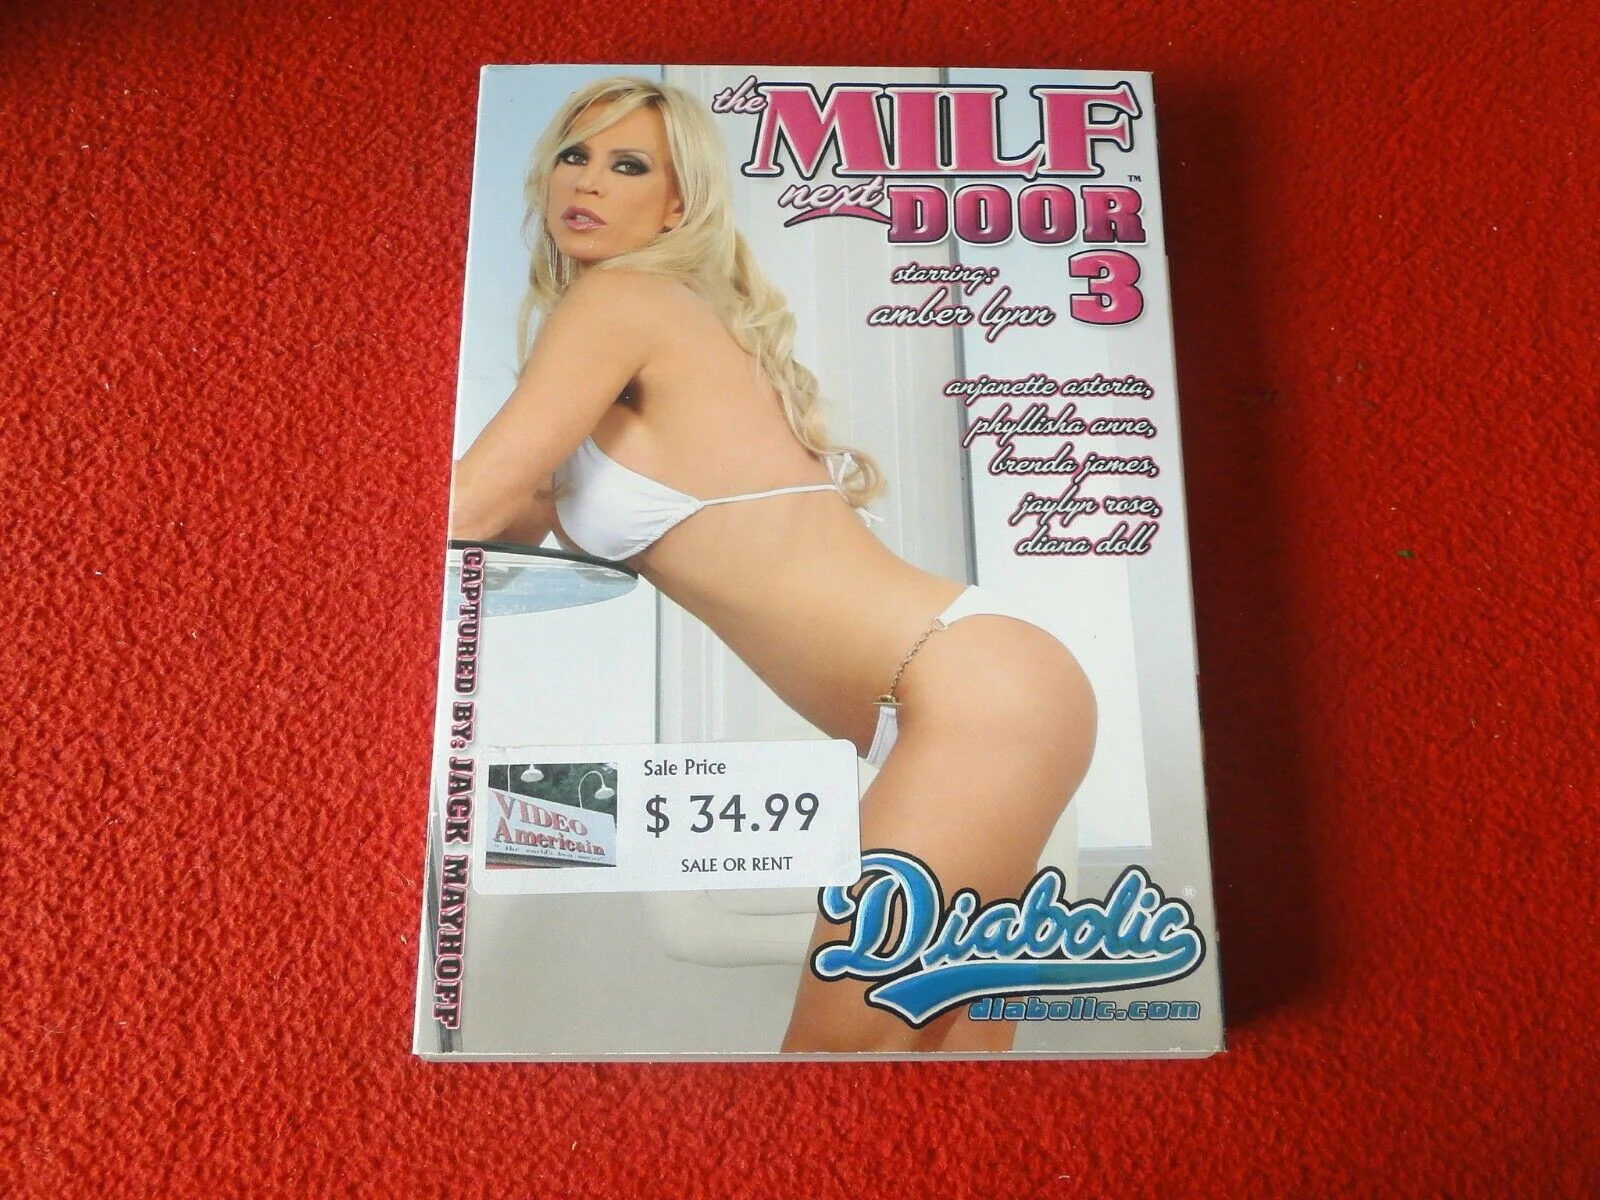 the MILF™
next DOOR
3
starring:
amber lynn
anjanette astoria,
phyllisha anne,
brenda james,
jaylyn rose,
diana doll
CAPTURED BY: JACK MAYHOFF
VIDEO
Americain
Sale Price
$ 34.99
SALE OR RENT
Diabolic®
diabolic.com